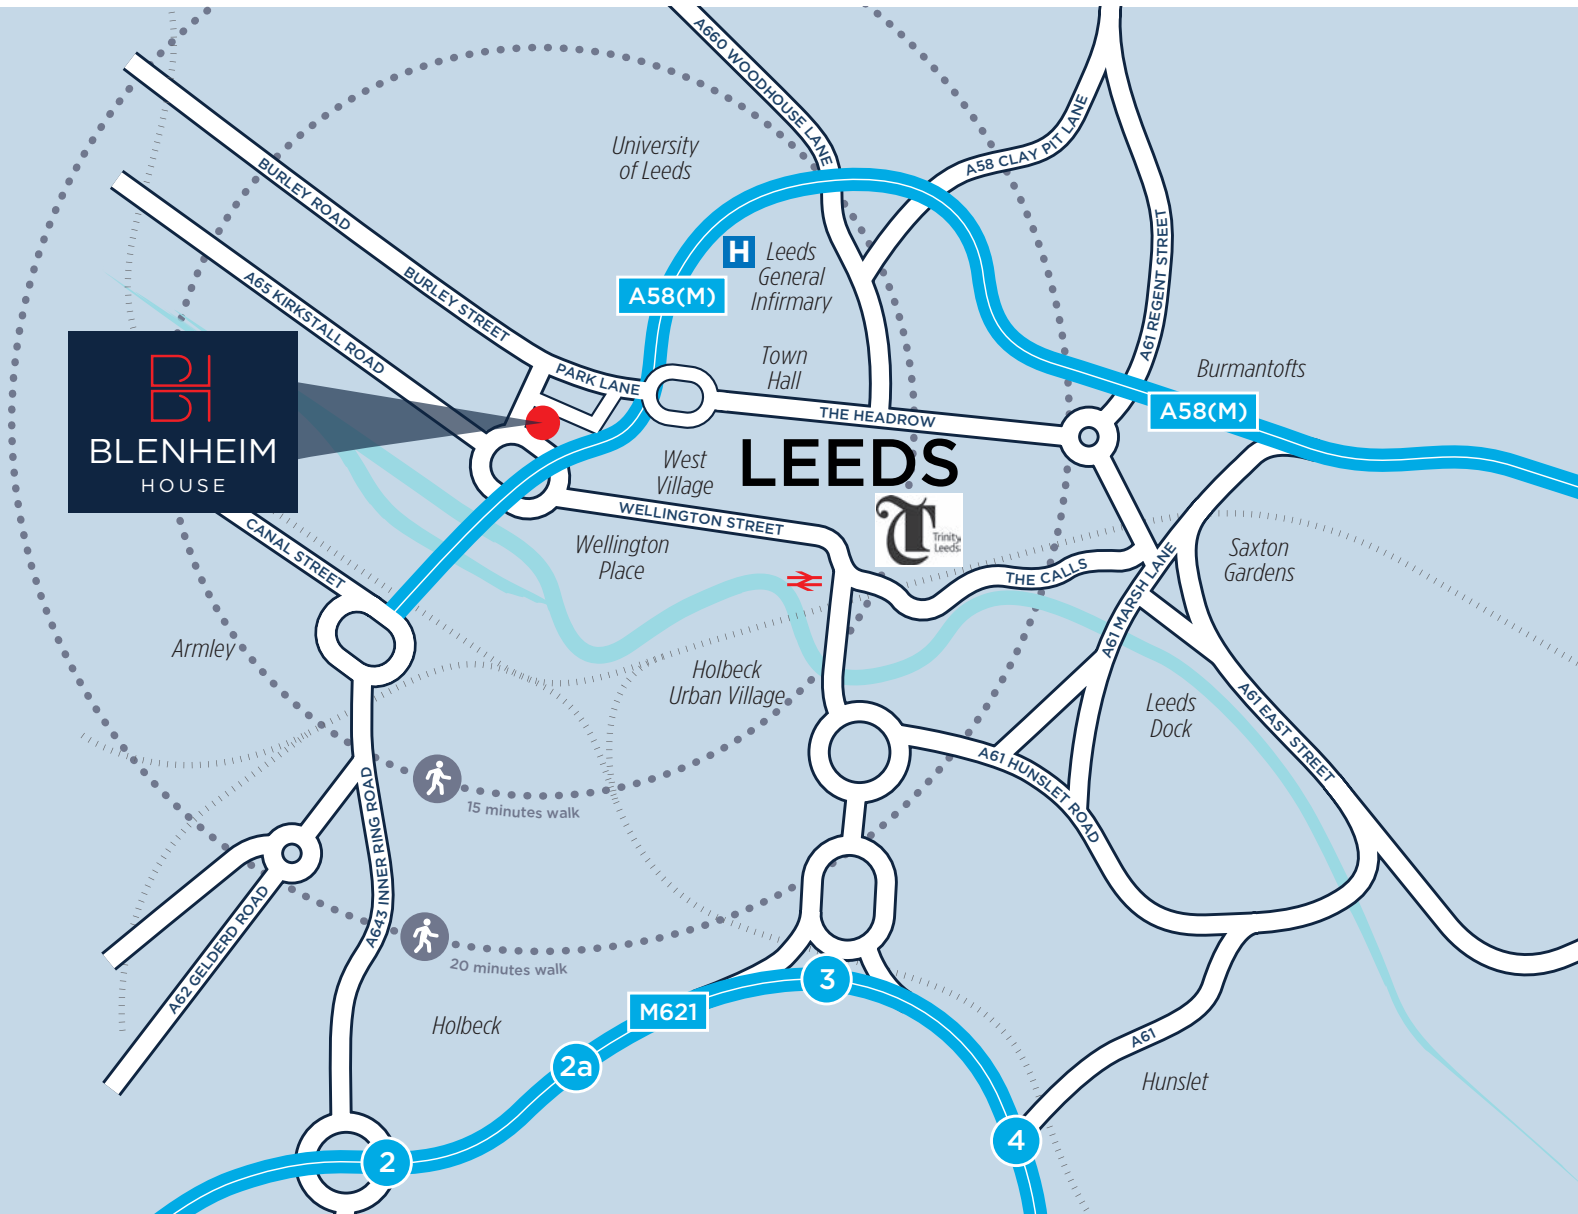 A660 WOODHOUSE LANE
A58 CLAY PIT LANE
University
of Leeds
BURLEY ROAD
A61 REGENT STREET
H
Leeds
General
Infirmary
A58(M)
BURLEY STREET
A65 KIRKSTALL ROAD
Town
Hall
Burmantofts
PARK LANE
A58(M)
THE HEADROW
BLENHEIM
HOUSE
LEEDS
West
Village
WELLINGTON STREET
CANAL STREET
T
Trinity
Leeds
Wellington
Place
Saxton
Gardens
THE CALLS
A61 MARSH LANE
Armley
Holbeck
Urban Village
Leeds
Dock
A61 EAST STREET
A61 HUNSLET ROAD
15 minutes walk
A643 INNER RING ROAD
A62 GELDERD ROAD
20 minutes walk
3
M621
Holbeck
A61
2a
Hunslet
4
2